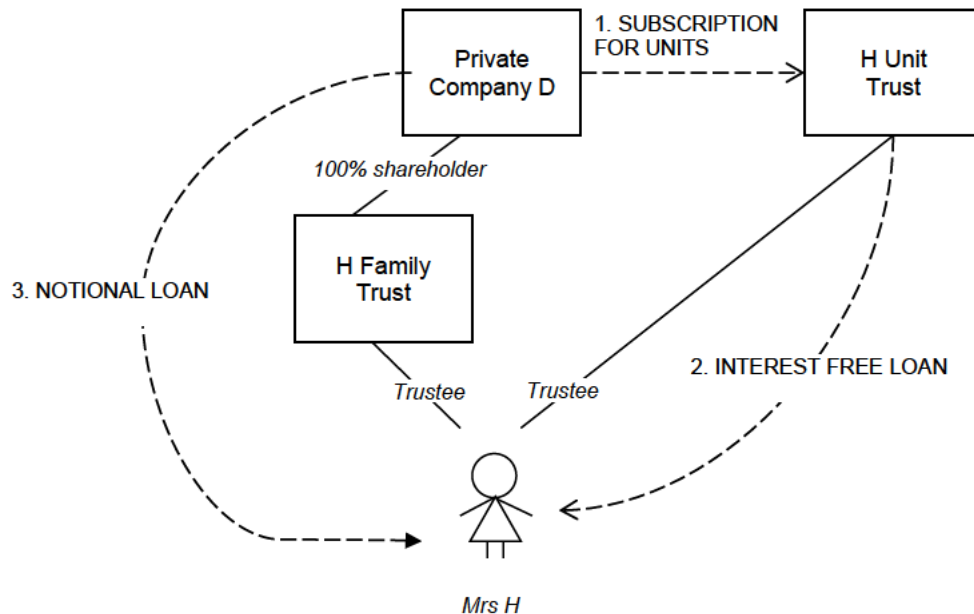 1. SUBSCRIPTION
FOR UNITS
Private
Company D
H Unit
Trust
100% shareholder
H Family
Trust
3. NOTIONAL LOAN
2. INTEREST FREE LOAN
Trustee
Trustee
Mrs H